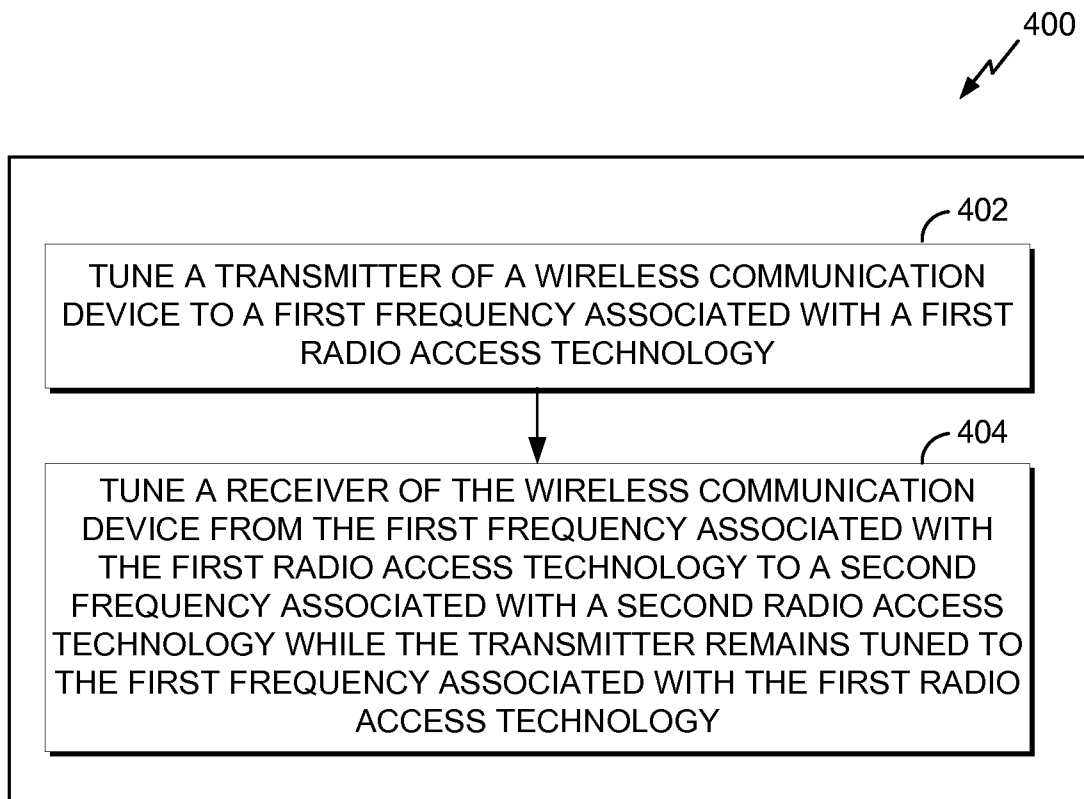 400
402
TUNE A TRANSMITTER OF A WIRELESS COMMUNICATION
DEVICE TO A FIRST FREQUENCY ASSOCIATED WITH A FIRST
RADIO ACCESS TECHNOLOGY
404
TUNE A RECEIVER OF THE WIRELESS COMMUNICATION
DEVICE FROM THE FIRST FREQUENCY ASSOCIATED WITH
THE FIRST RADIO ACCESS TECHNOLOGY TO A SECOND
FREQUENCY ASSOCIATED WITH A SECOND RADIO ACCESS
TECHNOLOGY WHILE THE TRANSMITTER REMAINS TUNED TO
THE FIRST FREQUENCY ASSOCIATED WITH THE FIRST RADIO
ACCESS TECHNOLOGY